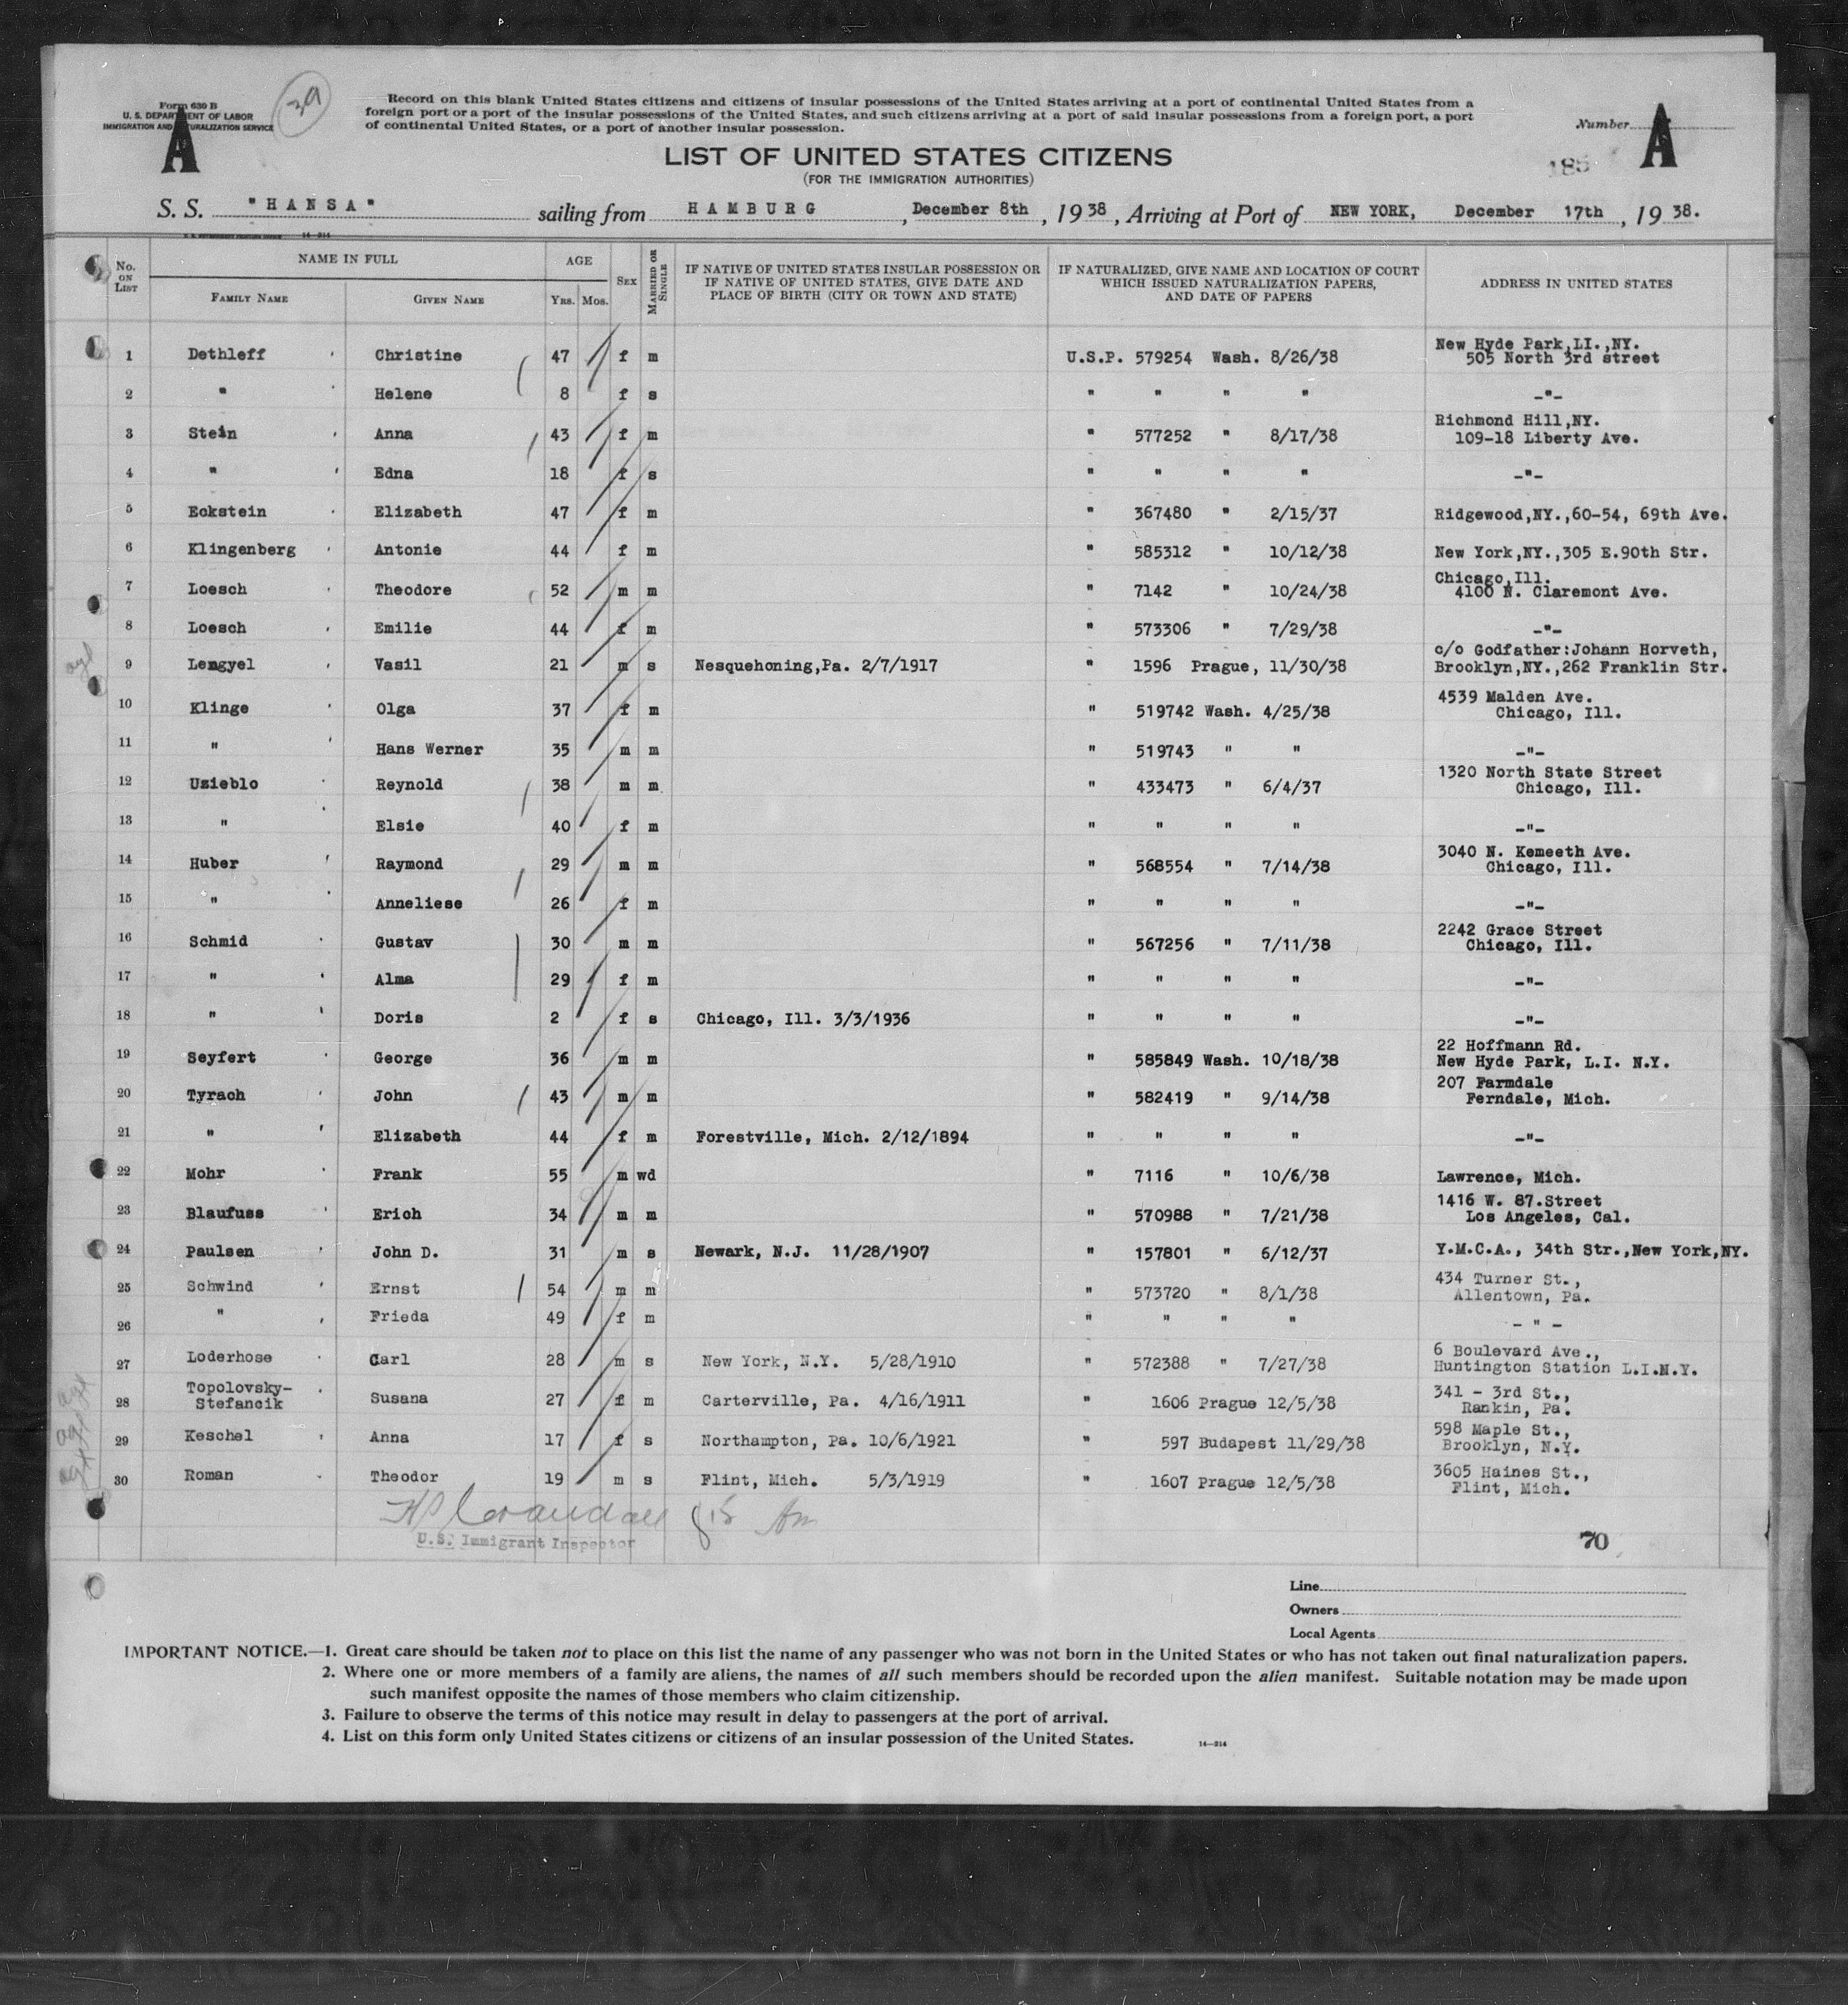 Form 630 B
U. S. DEPARTMENT OF LABOR
IMMIGRATION AND NATURALIZATION SERVICE
39
A
Record on this blank United States citizens and citizens of insular possessions of the United States arriving at a port of continental United States from a
foreign port or a port of the insular possessions of the United States, and such citizens arriving at a port of said insular possessions from a foreign port, a port
of continental United States, or a port of another insular possession.
Number
A
LIST OF UNITED STATES CITIZENS
(FOR THE IMMIGRATION AUTHORITIES)
S. S. "HANSA" sailing from HAMBURG, December 8th, 1938, Arriving at Port of NEW YORK, December 17th, 1938.
No. ON LIST
NAME IN FULL
FAMILY NAME
GIVEN NAME
AGE
YRS. MOS.
SEX
MARRIED OR SINGLE
IF NATIVE OF UNITED STATES INSULAR POSSESSION OR
IF NATIVE OF UNITED STATES, GIVE DATE AND
PLACE OF BIRTH (CITY OR TOWN AND STATE)
IF NATURALIZED, GIVE NAME AND LOCATION OF COURT
WHICH ISSUED NATURALIZATION PAPERS,
AND DATE OF PAPERS
ADDRESS IN UNITED STATES
1 Dethleff Christine 47 f m U.S.P. 579254 Wash. 8/26/38 New Hyde Park,LI.,NY.
505 North 3rd street
2 " Helene 8 f s " " " " -"-
3 Stein Anna 43 f m " 577252 " 8/17/38 Richmond Hill,NY.
109-18 Liberty Ave.
4 " Edna 18 f s " " " " -"-
5 Eckstein Elizabeth 47 f m " 367480 " 2/15/37 Ridgewood,NY.,60-54, 69th Ave.
6 Klingenberg Antonie 44 f m " 585312 " 10/12/38 New York,NY.,305 E.90th Str.
7 Loesch Theodore 52 m m " 7142 " 10/24/38 Chicago,Ill.
4100 N. Claremont Ave.
8 Loesch Emilie 44 f m " 573306 " 7/29/38 -"-
9 Lengyel Vasil 21 m s Nesquehoning,Pa. 2/7/1917 " 1596 Prague, 11/30/38 c/o Godfather:Johann Horveth,
Brooklyn,NY.,262 Franklin Str.
10 Klinge Olga 37 f m " 519742 Wash. 4/25/38 4539 Malden Ave.
Chicago, Ill.
11 " Hans Werner 35 m m " 519743 " " -"-
12 Uzieblo Reynold 38 m m " 433473 " 6/4/37 1320 North State Street
Chicago, Ill.
13 " Elsie 40 f m " " " " -"-
14 Huber Raymond 29 m m " 568554 " 7/14/38 3040 N. Kemeeth Ave.
Chicago, Ill.
15 " Anneliese 26 f m " " " " -"-
16 Schmid Gustav 30 m m " 567256 " 7/11/38 2242 Grace Street
Chicago, Ill.
17 " Alma 29 f m " " " " -"-
18 " Doris 2 f s Chicago, Ill. 3/3/1936 " " " " -"-
19 Seyfert George 36 m m " 585849 Wash. 10/18/38 22 Hoffmann Rd.
New Hyde Park, L.I. N.Y.
20 Tyrach John 43 m m " 582419 " 9/14/38 207 Farmdale
Ferndale, Mich.
21 " Elizabeth 44 f m Forestville, Mich. 2/12/1894 " " " " -"-
22 Mohr Frank 55 m wd " 7116 " 10/6/38 Lawrence, Mich.
23 Blaufuss Erich 34 m m " 570988 " 7/21/38 1416 W. 87.Street
Los Angeles, Cal.
24 Paulsen John D. 31 m s Newark, N.J. 11/28/1907 " 157801 " 6/12/37 Y.M.C.A., 34th Str.,New York,NY.
25 Schwind Ernst 54 m m " 573720 " 8/1/38 434 Turner St.,
Allentown, Pa.
26 " Frieda 49 f m " " " " - " -
27 Loderhose Carl 28 m s New York, N.Y. 5/28/1910 " 572388 " 7/27/38 6 Boulevard Ave.,
Huntington Station L.I.N.Y.
28 Topolovsky-
Stefancik Susana 27 f m Carterville, Pa. 4/16/1911 " 1606 Prague 12/5/38 341 - 3rd St.,
Rankin, Pa.
29 Keschel Anna 17 f s Northampton, Pa. 10/6/1921 " 597 Budapest 11/29/38 598 Maple St.,
Brooklyn, N.Y.
30 Roman Theodor 19 m s Flint, Mich. 5/3/1919 " 1607 Prague 12/5/38 3605 Haines St.,
Flint, Mich.
U.S. Immigrant Inspector
70
Line
Owners
Local Agents
IMPORTANT NOTICE.—1. Great care should be taken not to place on this list the name of any passenger who was not born in the United States or who has not taken out final naturalization papers.
2. Where one or more members of a family are aliens, the names of all such members should be recorded upon the alien manifest. Suitable notation may be made upon
such manifest opposite the names of those members who claim citizenship.
3. Failure to observe the terms of this notice may result in delay to passengers at the port of arrival.
4. List on this form only United States citizens or citizens of an insular possession of the United States.
14—214